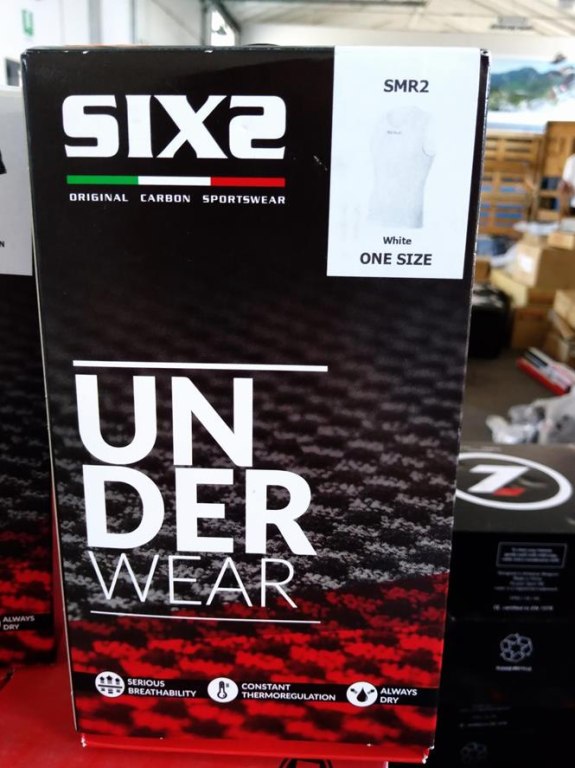 SIXS
ORIGINAL CARBON SPORTSWEAR
SMR2
White
ONE SIZE
UN
DER
WEAR
SERIOUS
BREATHABILITY
CONSTANT
THERMOREGULATION
ALWAYS
DRY
ALWAYS
DRY